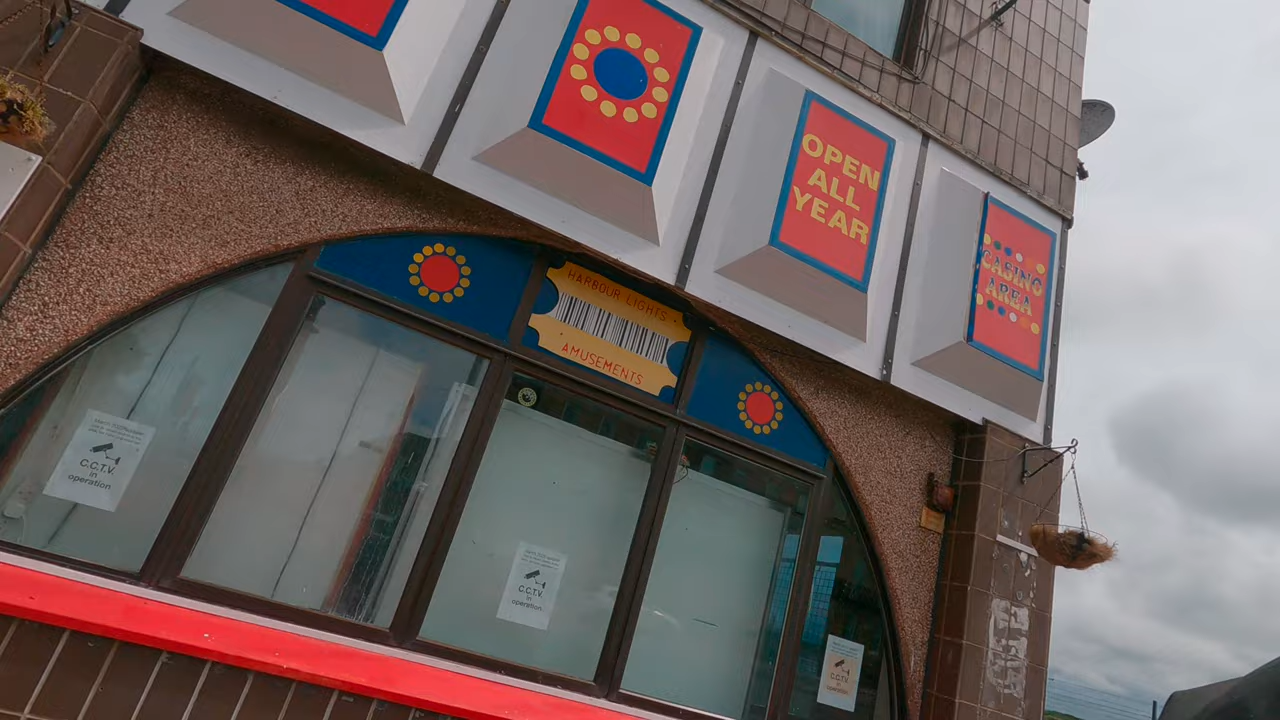 OPEN
ALL
YEAR
CASINO
AREA
HARBOUR LIGHTS
AMUSEMENTS
C.C.T.V.
in
operation
C.C.T.V.
in
operation
C.C.T.V.
in
operation